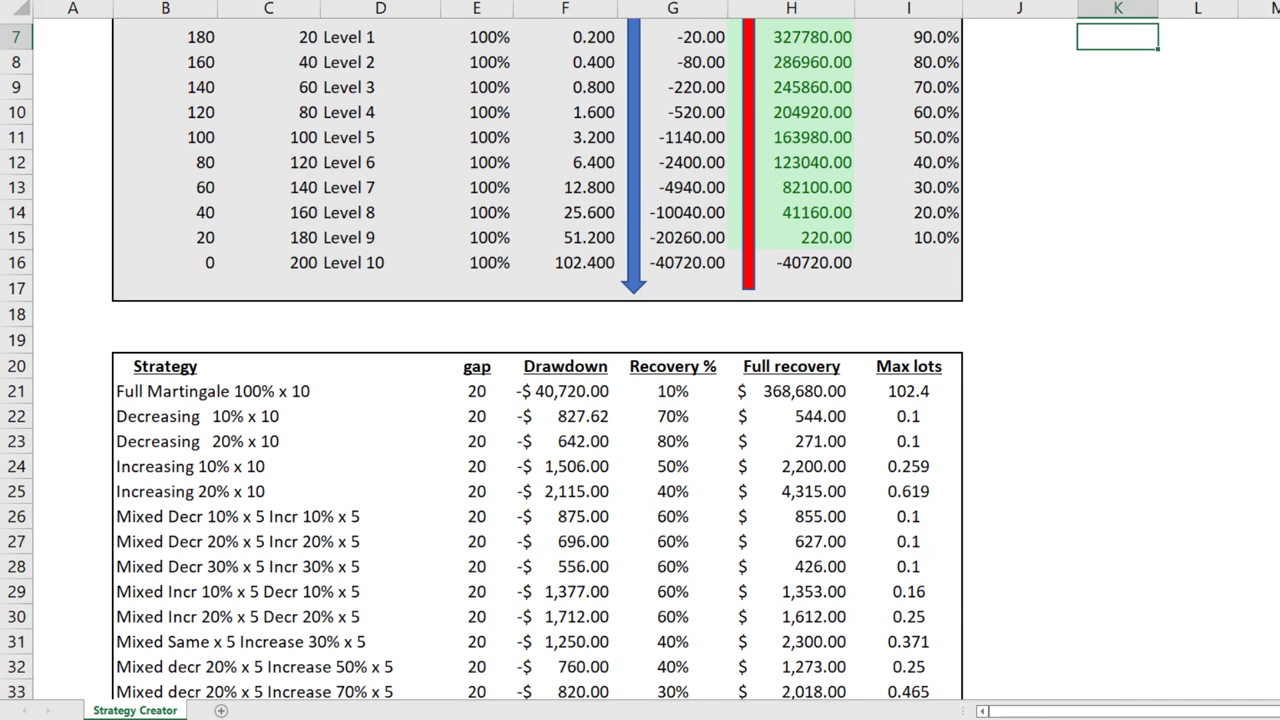 A B C D E F G H I J K L M
7 180 20 Level 1 100% 0.200 -20.00 327780.00 90.0%
8 160 40 Level 2 100% 0.400 -80.00 286960.00 80.0%
9 140 60 Level 3 100% 0.800 -220.00 245860.00 70.0%
10 120 80 Level 4 100% 1.600 -520.00 204920.00 60.0%
11 100 100 Level 5 100% 3.200 -1140.00 163980.00 50.0%
12 80 120 Level 6 100% 6.400 -2400.00 123040.00 40.0%
13 60 140 Level 7 100% 12.800 -4940.00 82100.00 30.0%
14 40 160 Level 8 100% 25.600 -10040.00 41160.00 20.0%
15 20 180 Level 9 100% 51.200 -20260.00 220.00 10.0%
16 0 200 Level 10 100% 102.400 -40720.00 -40720.00
17
18
19
20 Strategy gap Drawdown Recovery % Full recovery Max lots
21 Full Martingale 100% x 10 20 -$ 40,720.00 10% $ 368,680.00 102.4
22 Decreasing 10% x 10 20 -$ 827.62 70% $ 544.00 0.1
23 Decreasing 20% x 10 20 -$ 642.00 80% $ 271.00 0.1
24 Increasing 10% x 10 20 -$ 1,506.00 50% $ 2,200.00 0.259
25 Increasing 20% x 10 20 -$ 2,115.00 40% $ 4,315.00 0.619
26 Mixed Decr 10% x 5 Incr 10% x 5 20 -$ 875.00 60% $ 855.00 0.1
27 Mixed Decr 20% x 5 Incr 20% x 5 20 -$ 696.00 60% $ 627.00 0.1
28 Mixed Decr 30% x 5 Incr 30% x 5 20 -$ 556.00 60% $ 426.00 0.1
29 Mixed Incr 10% x 5 Decr 10% x 5 20 -$ 1,377.00 60% $ 1,353.00 0.16
30 Mixed Incr 20% x 5 Decr 20% x 5 20 -$ 1,712.00 60% $ 1,612.00 0.25
31 Mixed Same x 5 Increase 30% x 5 20 -$ 1,250.00 40% $ 2,300.00 0.371
32 Mixed decr 20% x 5 Increase 50% x 5 20 -$ 760.00 40% $ 1,273.00 0.25
33 Mixed decr 20% x 5 Increase 70% x 5 20 -$ 820.00 30% $ 2,018.00 0.465
Strategy Creator